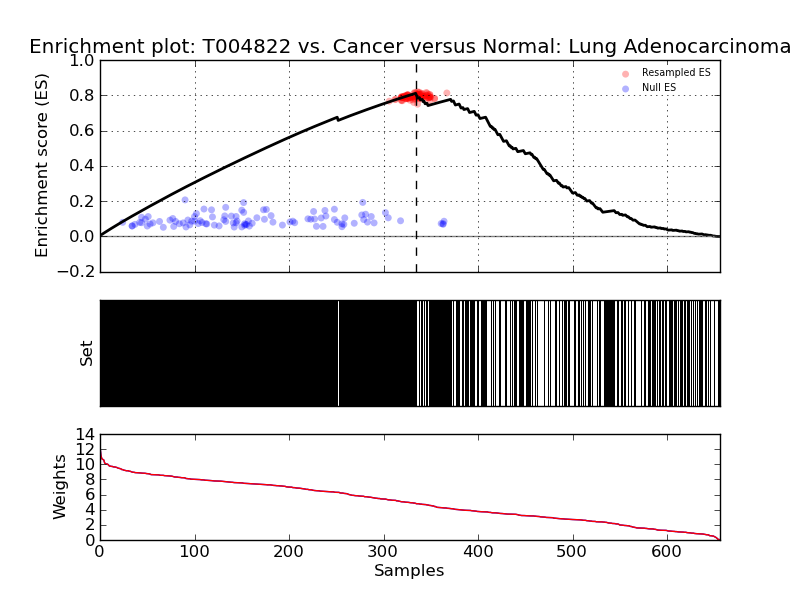 Enrichment plot: T004822 vs. Cancer versus Normal: Lung Adenocarcinoma
1.0
0.8
0.6
0.4
0.2
0.0
−0.2
Enrichment score (ES)
Resampled ES
Null ES
Set
14
12
10
8
6
4
2
0
Weights
0 100 200 300 400 500 600
Samples